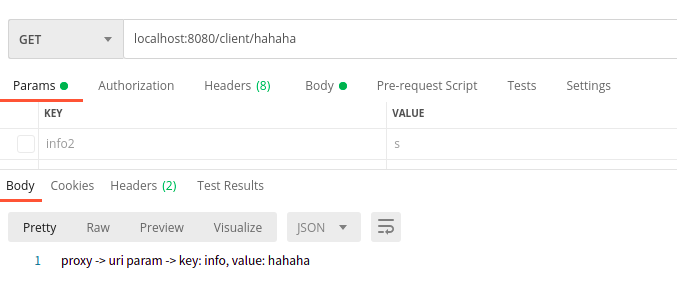 GET localhost:8080/client/hahaha
Params Authorization Headers (8) Body Pre-request Script Tests Settings
KEY VALUE
info2 s
Body Cookies Headers (2) Test Results
Pretty Raw Preview Visualize JSON
1 proxy -> uri param -> key: info, value: hahaha